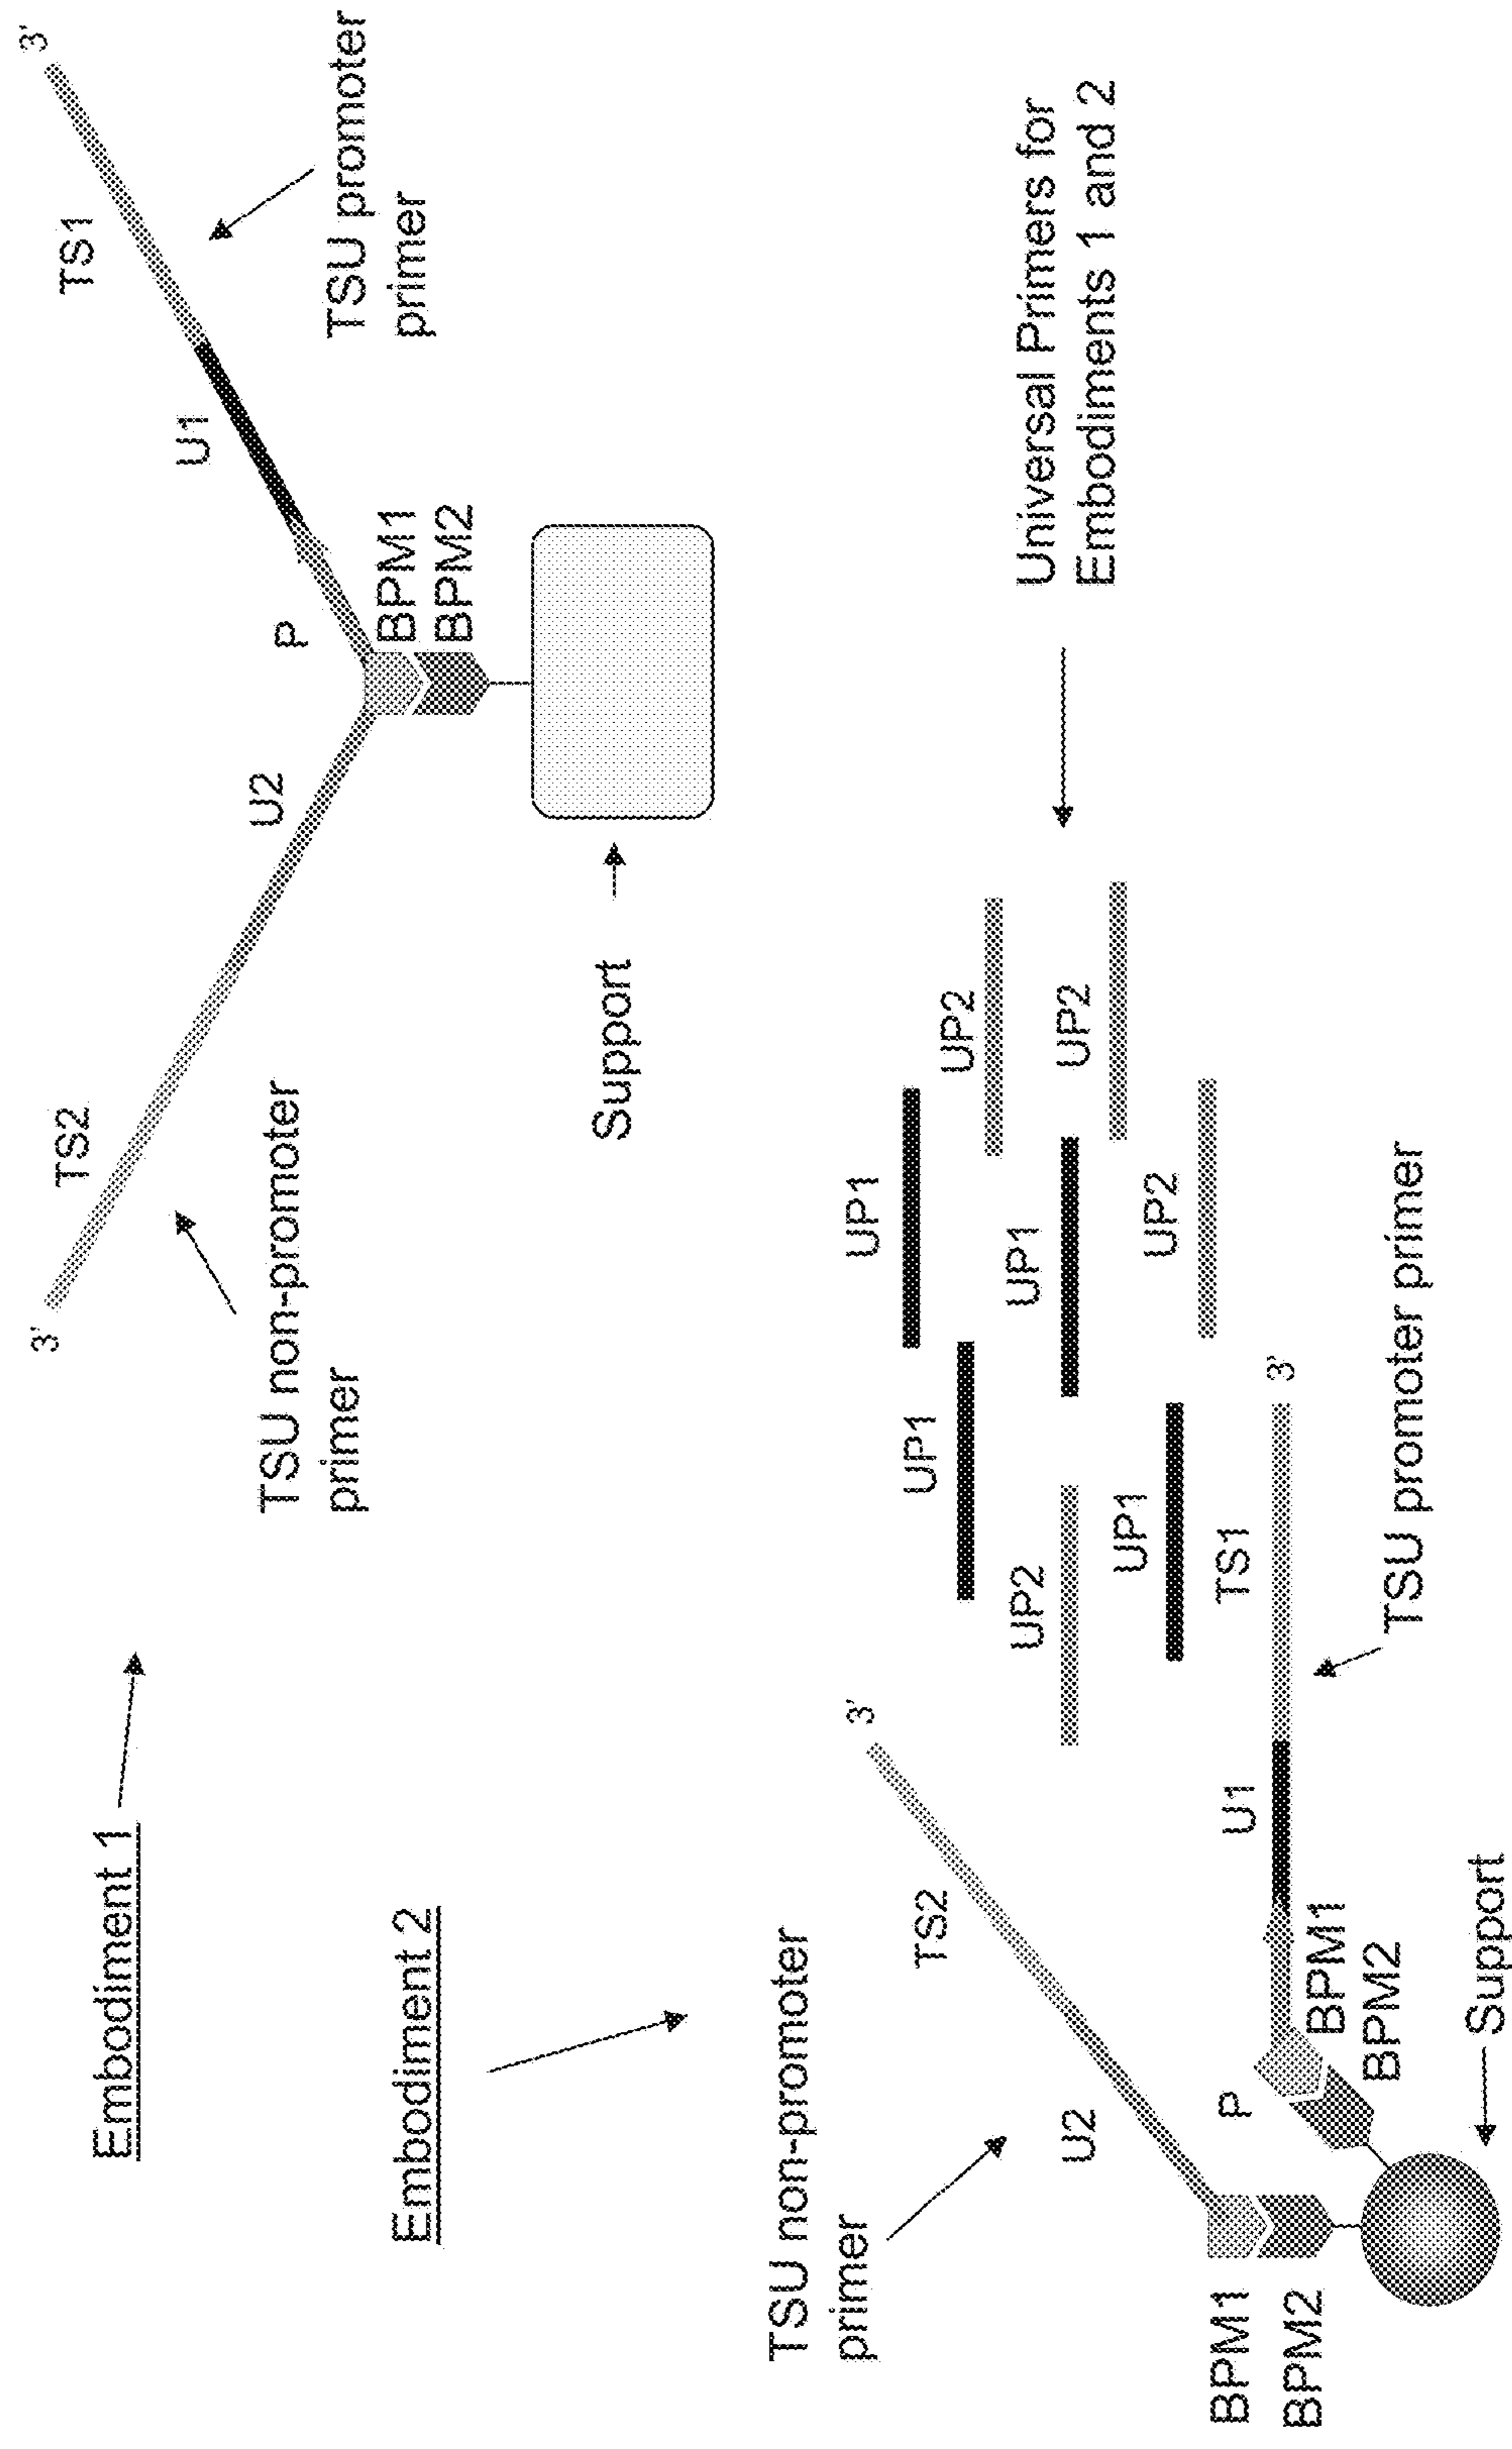 Embodiment 1
3'
TS2
TSU non-promoter
primer
U2
P
U1
TS1
3'
TSU promoter
primer
BPM1
BPM2
Support
Embodiment 2
TSU non-promoter
primer
TS2
3'
U2
BPM1
BPM2
P
BPM1
BPM2
U1
TS1
3'
TSU promoter primer
Support
UP1
UP1
UP2
UP2
UP1
UP2
UP1
UP2
Universal Primers for
Embodiments 1 and 2